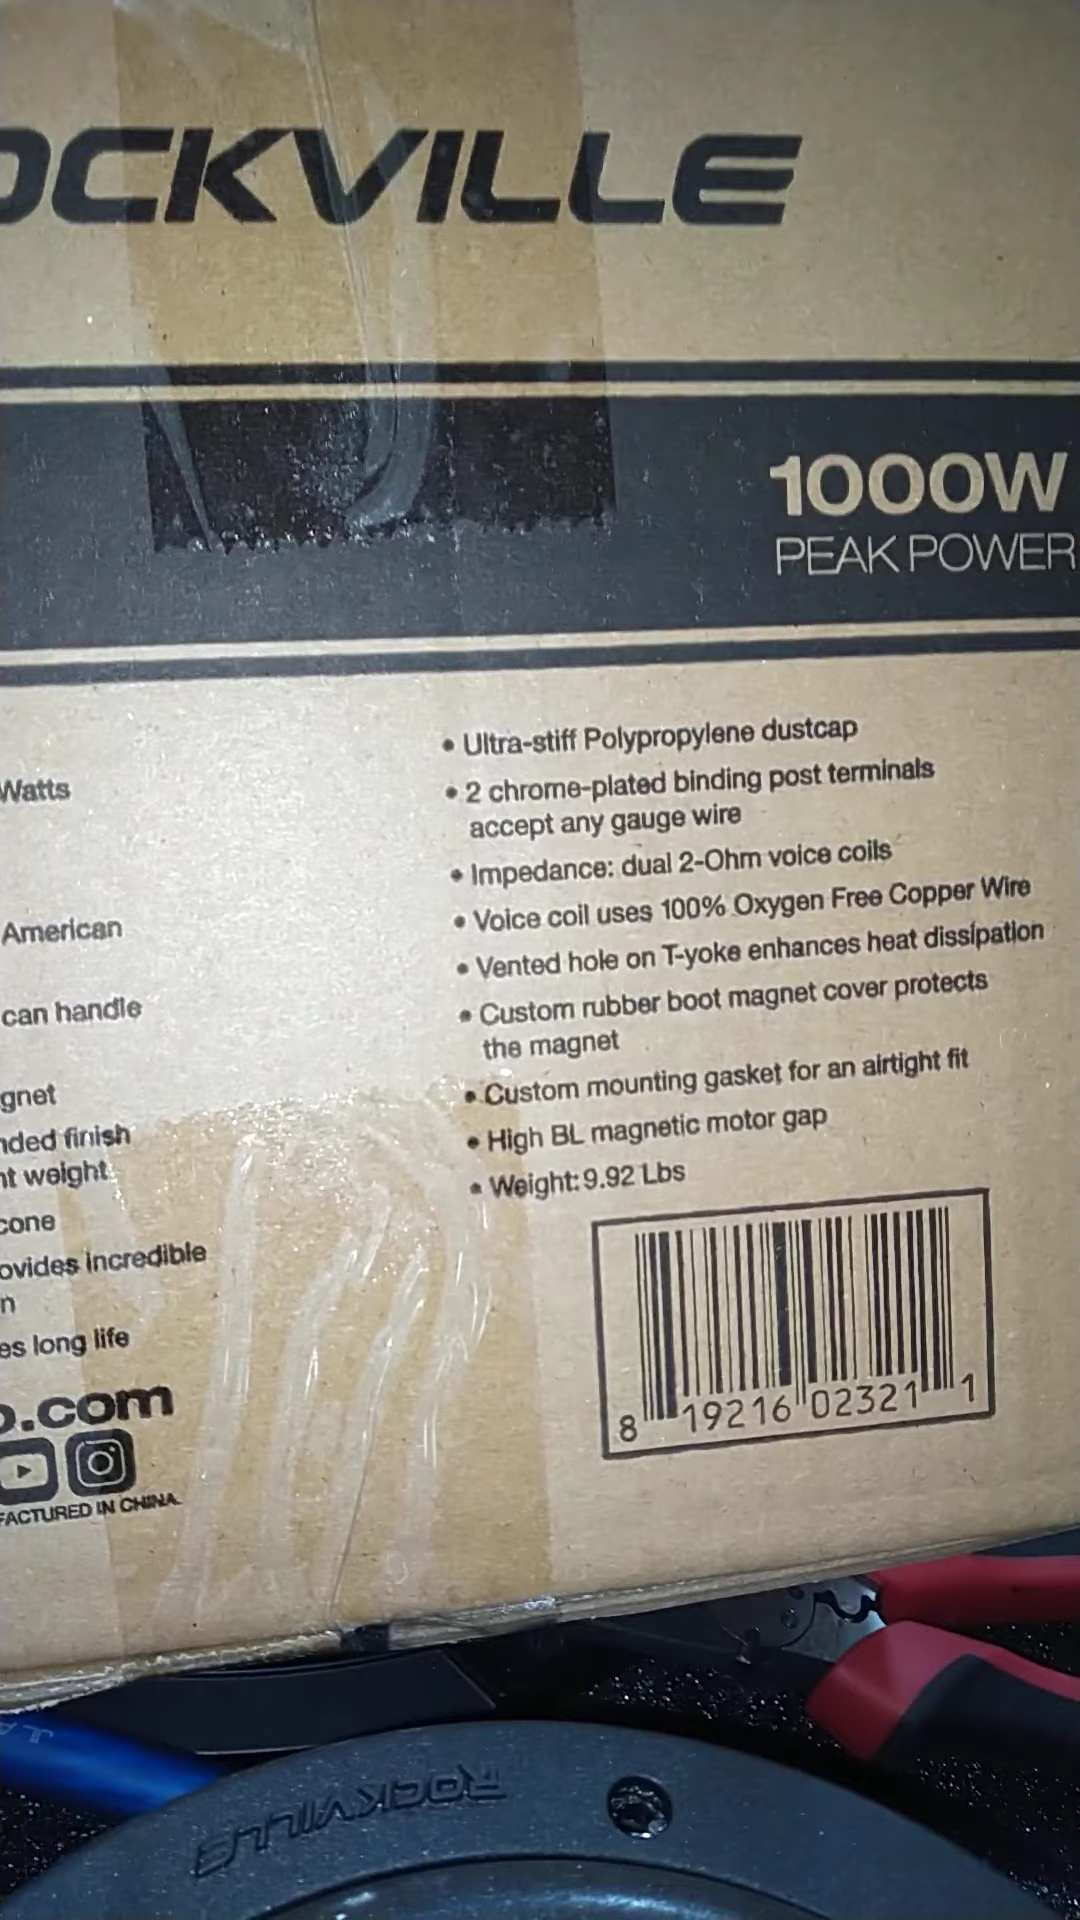 OCKVILLE
1000W
PEAK POWER
Watts
American
can handle
gnet
nded finish
nt weight
cone
ovides incredible
n
es long life
o.com
FACTURED IN CHINA.
• Ultra-stiff Polypropylene dustcap
• 2 chrome-plated binding post terminals
accept any gauge wire
• Impedance: dual 2-Ohm voice coils
• Voice coil uses 100% Oxygen Free Copper Wire
• Vented hole on T-yoke enhances heat dissipation
• Custom rubber boot magnet cover protects
the magnet
• Custom mounting gasket for an airtight fit
• High BL magnetic motor gap
• Weight: 9.92 Lbs
8 19216 02321 1
ROCKVILLE